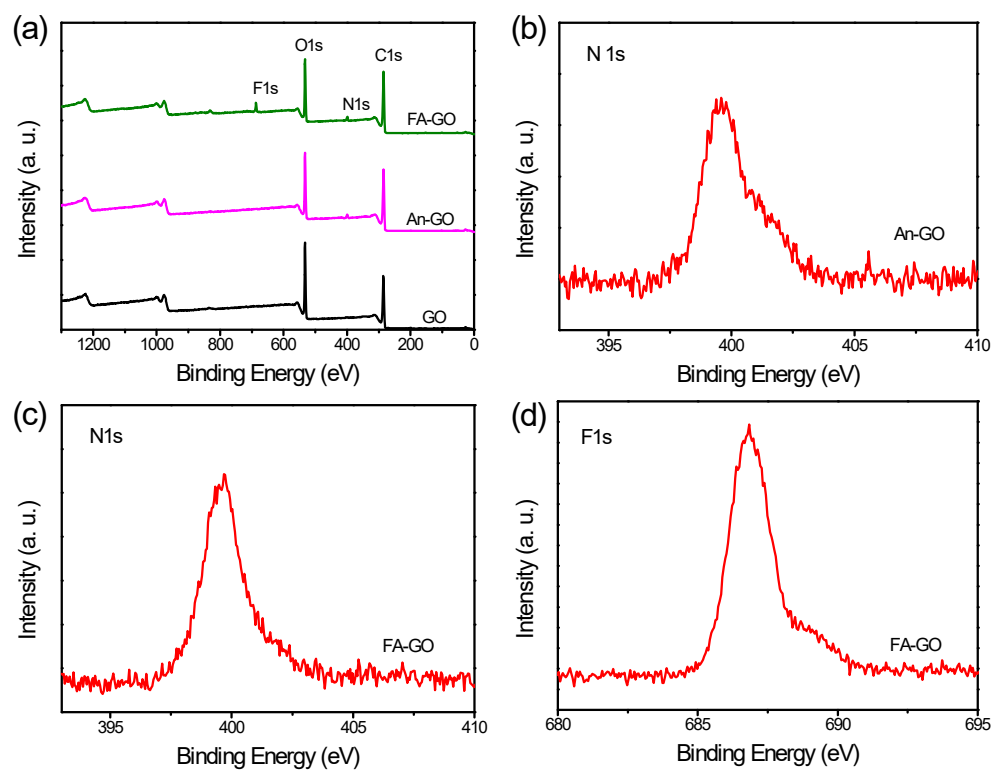 (a)
O1s
C1s
F1s
N1s
FA-GO
An-GO
GO
1200 1000 800 600 400 200 0
Binding Energy (eV)
Intensity (a. u.)
(b)
N 1s
An-GO
395 400 405 410
Binding Energy (eV)
Intensity (a. u.)
(c)
N1s
FA-GO
395 400 405 410
Binding Energy (eV)
Intensity (a. u.)
(d)
F1s
FA-GO
680 685 690 695
Binding Energy (eV)
Intensity (a. u.)